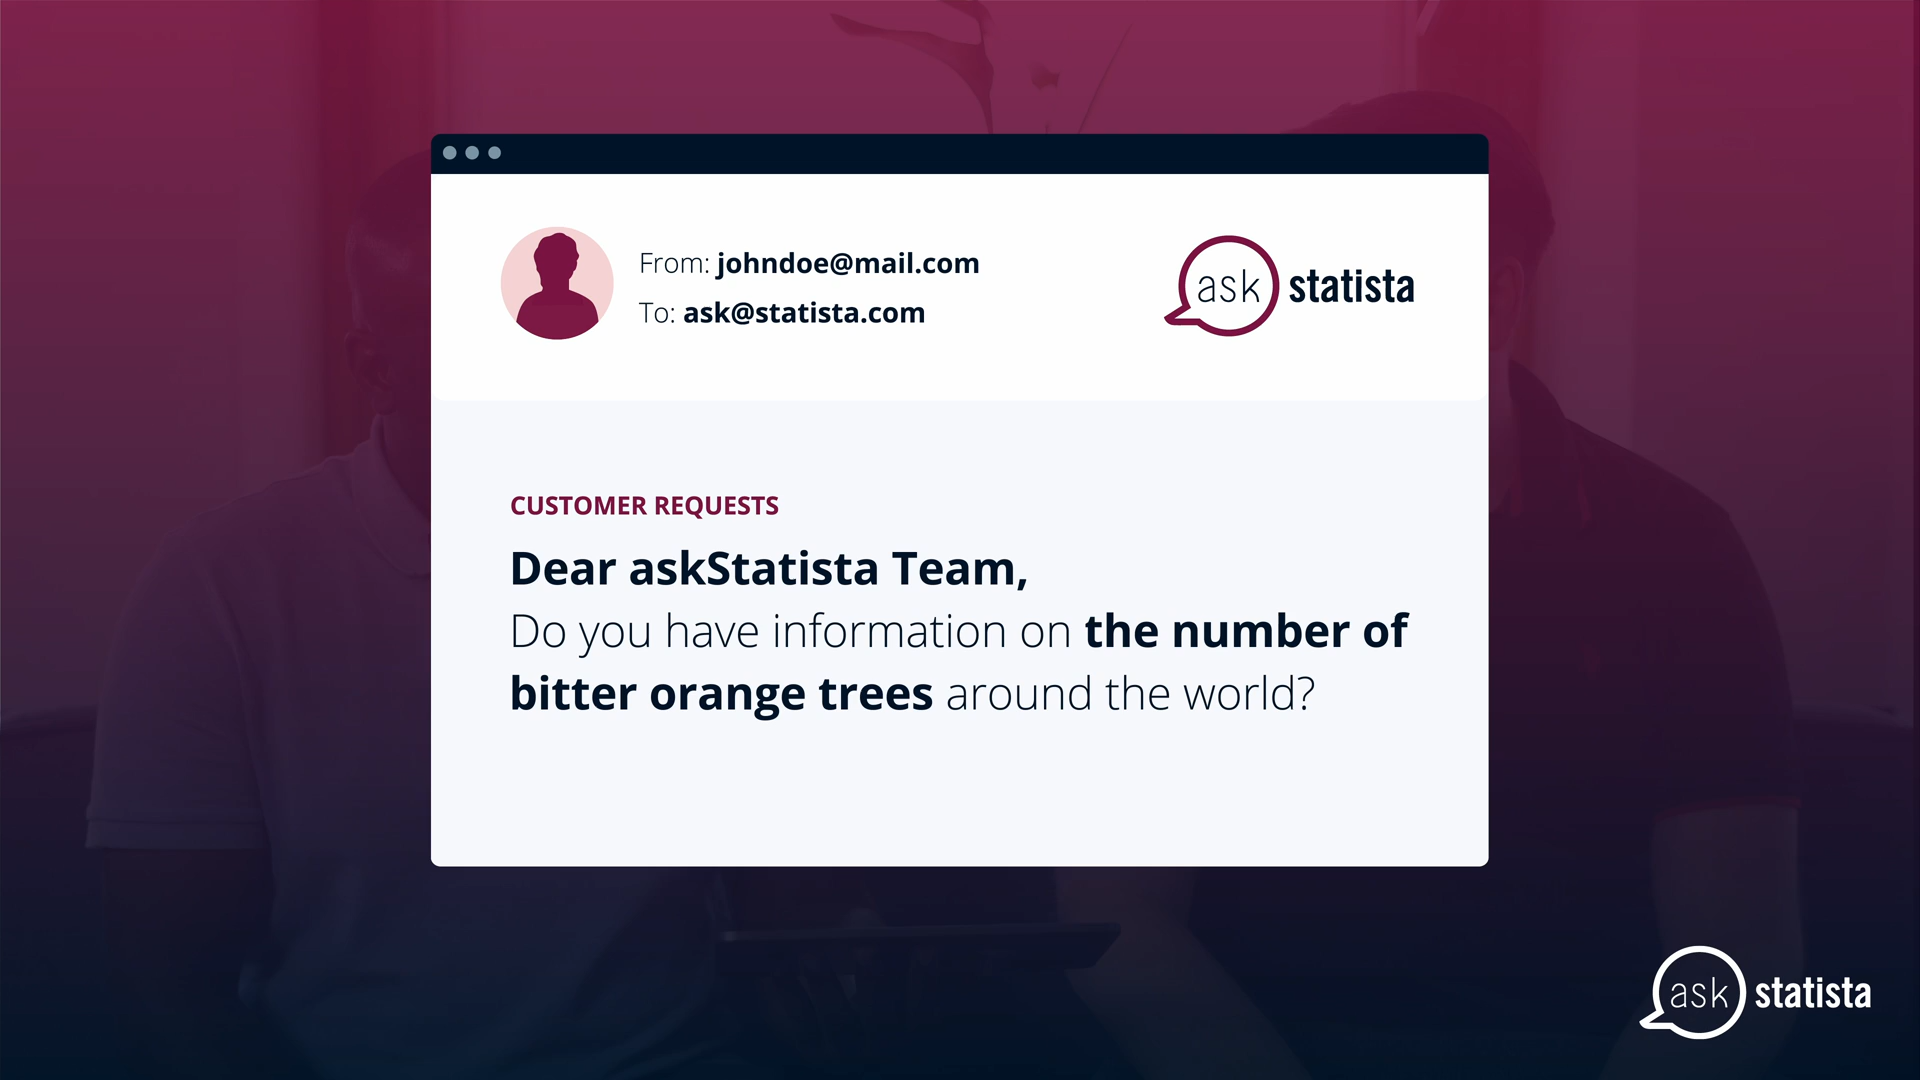 From: johndoe@mail.com
To: ask@statista.com
ask statista
CUSTOMER REQUESTS
Dear askStatista Team,
Do you have information on the number of
bitter orange trees around the world?
ask statista